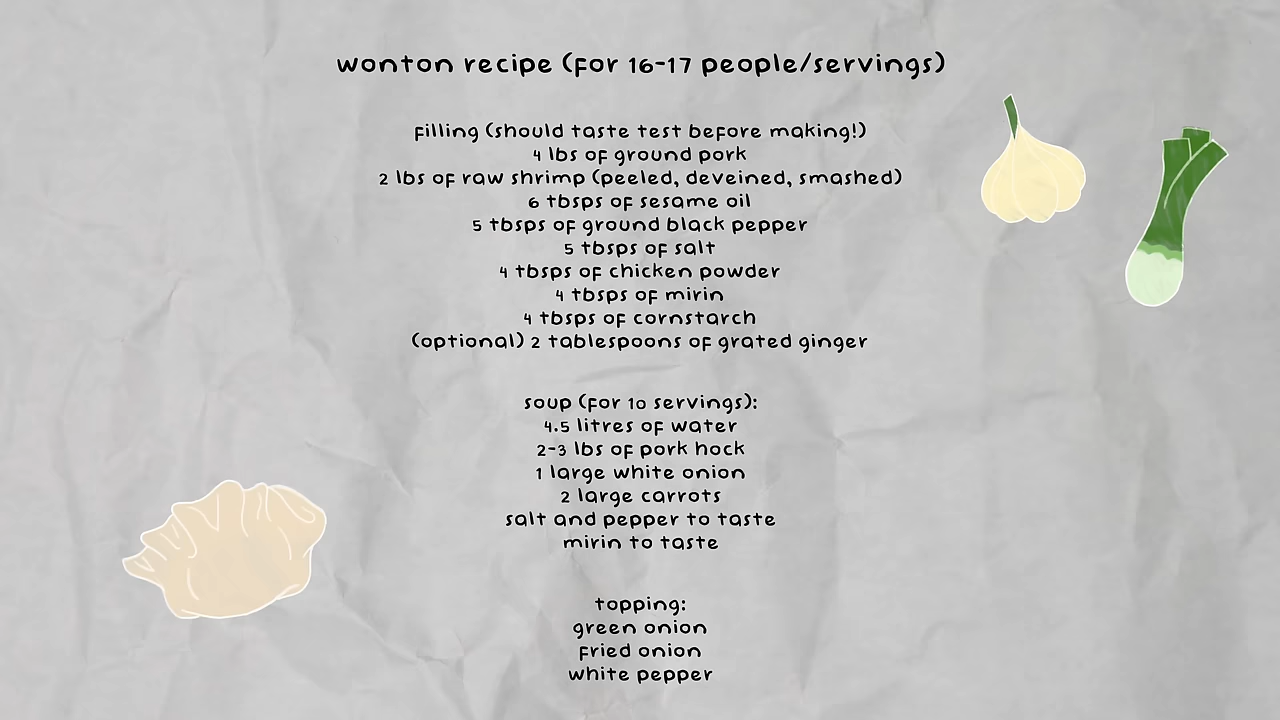 wonton recipe (for 16-17 people/servings)
filling (should taste test before making!)
4 lbs of ground pork
2 lbs of raw shrimp (peeled, deveined, smashed)
6 tbsps of sesame oil
5 tbsps of ground black pepper
5 tbsps of salt
4 tbsps of chicken powder
4 tbsps of mirin
4 tbsps of cornstarch
(optional) 2 tablespoons of grated ginger
soup (for 10 servings):
4.5 litres of water
2-3 lbs of pork hock
1 large white onion
2 large carrots
salt and pepper to taste
mirin to taste
topping:
green onion
fried onion
white pepper